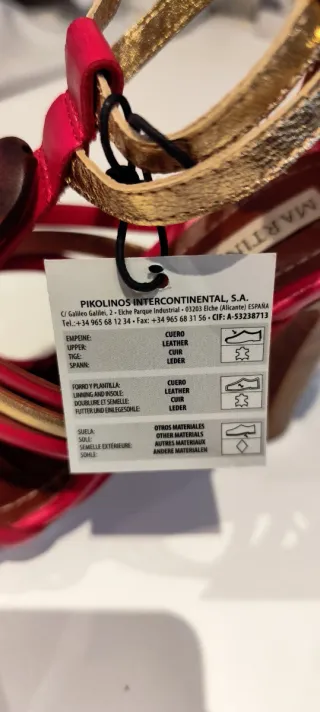 MARTIN
PIKOLINOS INTERCONTINENTAL, S.A.
C/ Galileo Galilei, 2 • Elche Parque Industrial • 03203 Elche (Alicante) ESPAÑA
Tel.:+34 965 68 12 34 • Fax: +34 965 68 31 56 • CIF: A-53238713
EMPEINE: CUERO
UPPER: LEATHER
TIGE: CUIR
SPANN: LEDER
FORRO Y PLANTILLA: CUERO
LINNING AND INSOLE: LEATHER
DOUBLURE ET SEMELLE: CUIR
FUTTER UND EINLEGESOHLE: LEDER
SUELA: OTROS MATERIALES
SOLE: OTHER MATERIALS
SEMELLE EXTÉRIEURE: AUTRES MATERIAUX
SOHLE: ANDERE MATERIALEN